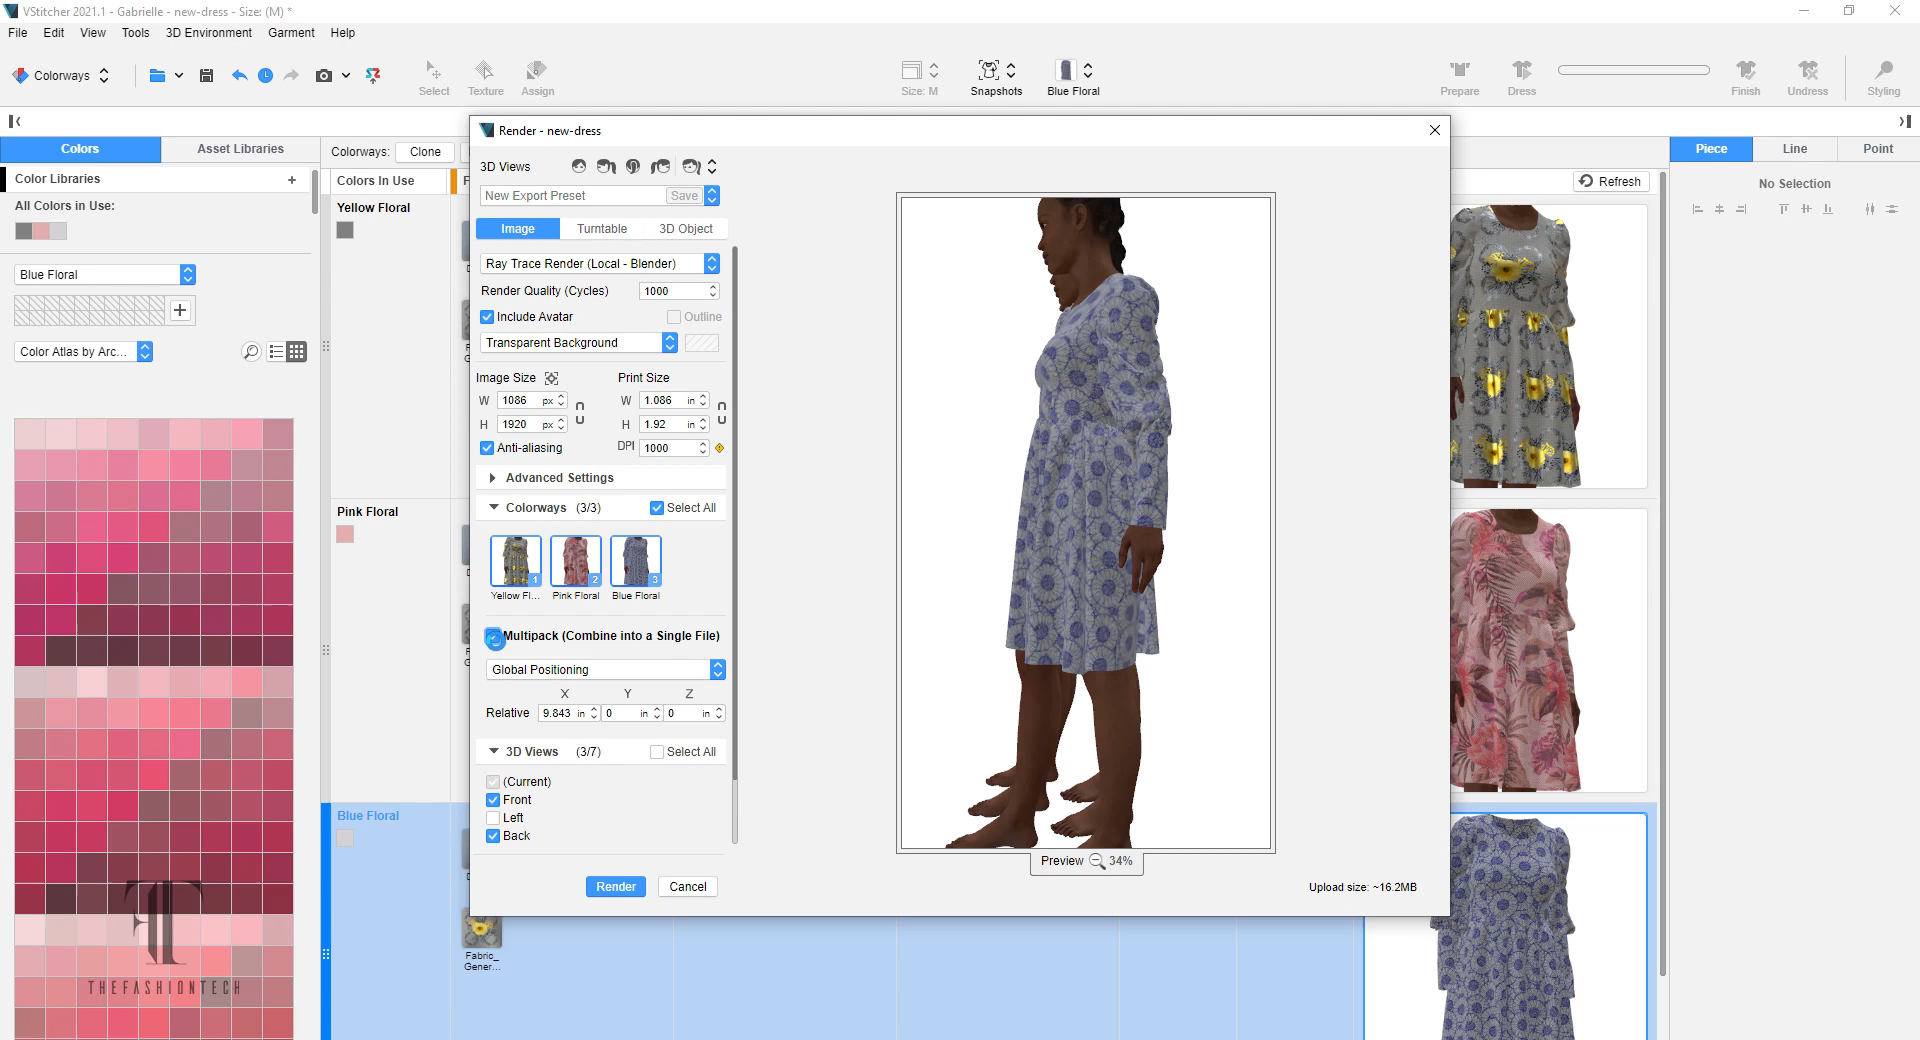 VStitcher 2021.1 - Gabrielle - new-dress - Size: (M) *
File Edit View Tools 3D Environment Garment Help
Colorways
Select Texture Assign
Size: M Snapshots Blue Floral
Prepare Dress Finish Undress Styling
Colors Asset Libraries
Color Libraries +
All Colors in Use:
Blue Floral
Color Atlas by Arc...
THEFASHIONTECH
Colorways: Clone
Colors In Use F
Yellow Floral
Pink Floral
Blue Floral
Fabric_
Gener...
Render - new-dress
3D Views
New Export Preset Save
Image Turntable 3D Object
Ray Trace Render (Local - Blender)
Render Quality (Cycles) 1000
Include Avatar Outline
Transparent Background
Image Size Print Size
W 1086 px W 1.086 in
H 1920 px H 1.92 in
Anti-aliasing DPI 1000
Advanced Settings
Colorways (3/3) Select All
1 2 3
Yellow Fl... Pink Floral Blue Floral
Multipack (Combine into a Single File)
Global Positioning
X Y Z
Relative 9.843 in 0 in 0 in
3D Views (3/7) Select All
(Current)
Front
Left
Back
Render Cancel
Preview 34%
Upload size: ~16.2MB
Refresh
Piece Line Point
No Selection